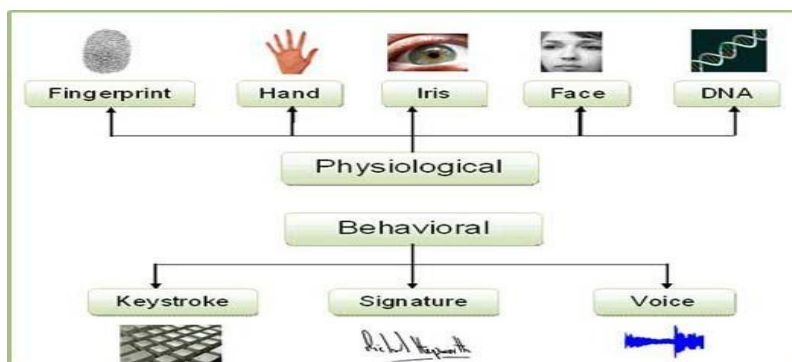 Fingerprint Hand Iris Face DNA
Physiological
Behavioral
Keystroke Signature Voice